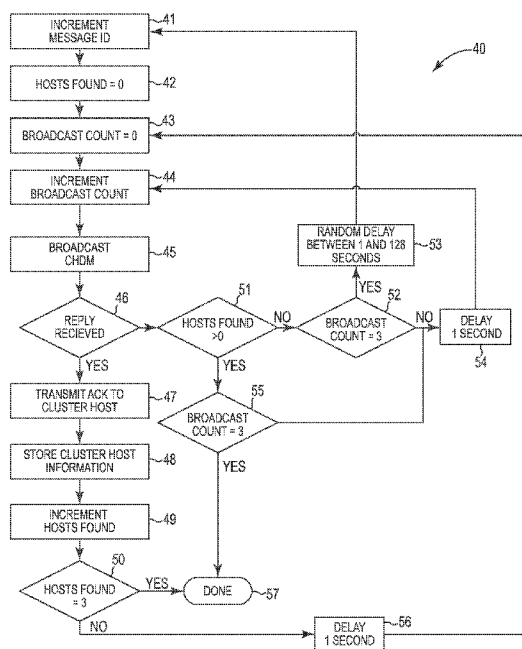 INCREMENT
MESSAGE ID
41
40
HOSTS FOUND = 0
42
43
BROADCAST COUNT = 0
44
INCREMENT
BROADCAST COUNT
BROADCAST
CHDM
45
RANDOM DELAY
BETWEEN 1 AND 128
SECONDS
53
YES
46
REPLY
RECIEVED
51
HOSTS FOUND
>0
NO
52
BROADCAST
COUNT = 3
NO
DELAY
1 SECOND
54
YES
YES
47
TRANSMIT ACK TO
CLUSTER HOST
55
BROADCAST
COUNT = 3
YES
STORE CLUSTER HOST
INFORMATION
48
INCREMENT
HOSTS FOUND
49
50
HOSTS FOUND
= 3
YES
DONE
57
NO
DELAY
1 SECOND
56